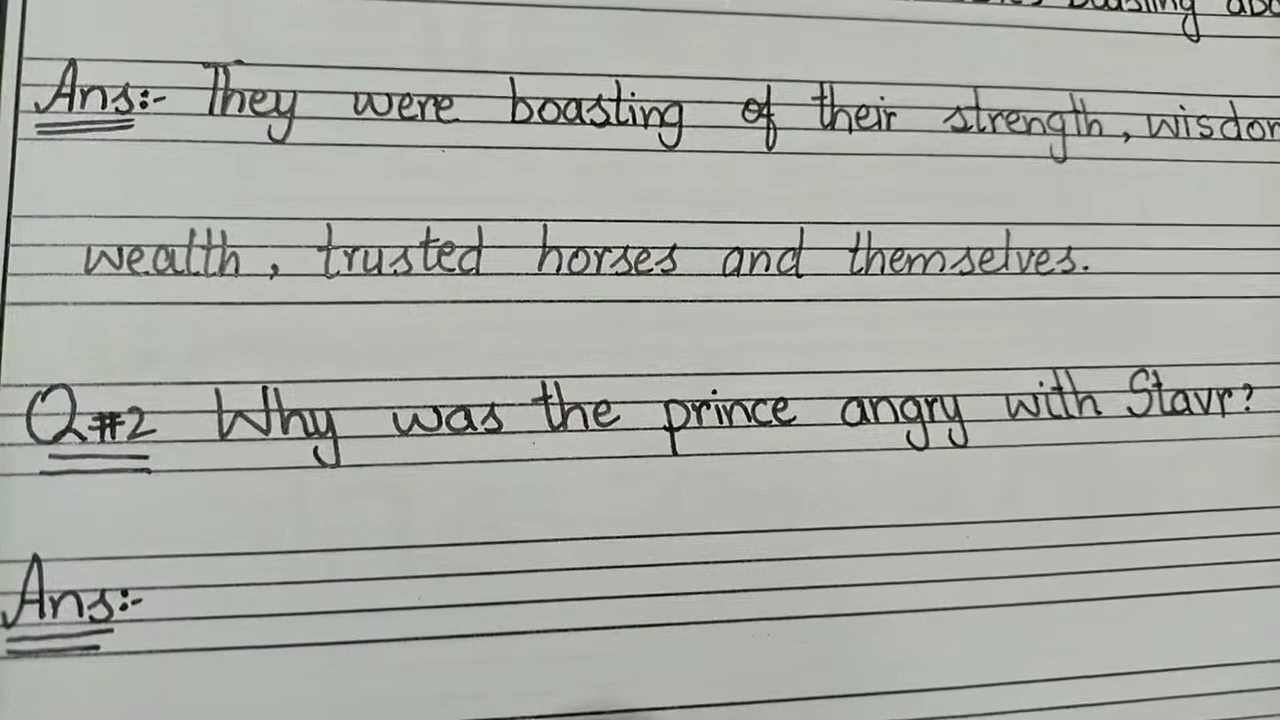 boasting
Ans:- They were boasting of their strength, wisdom
wealth, trusted horses and themselves.
Q#2 Why was the prince angry with Stavr?
Ans:-